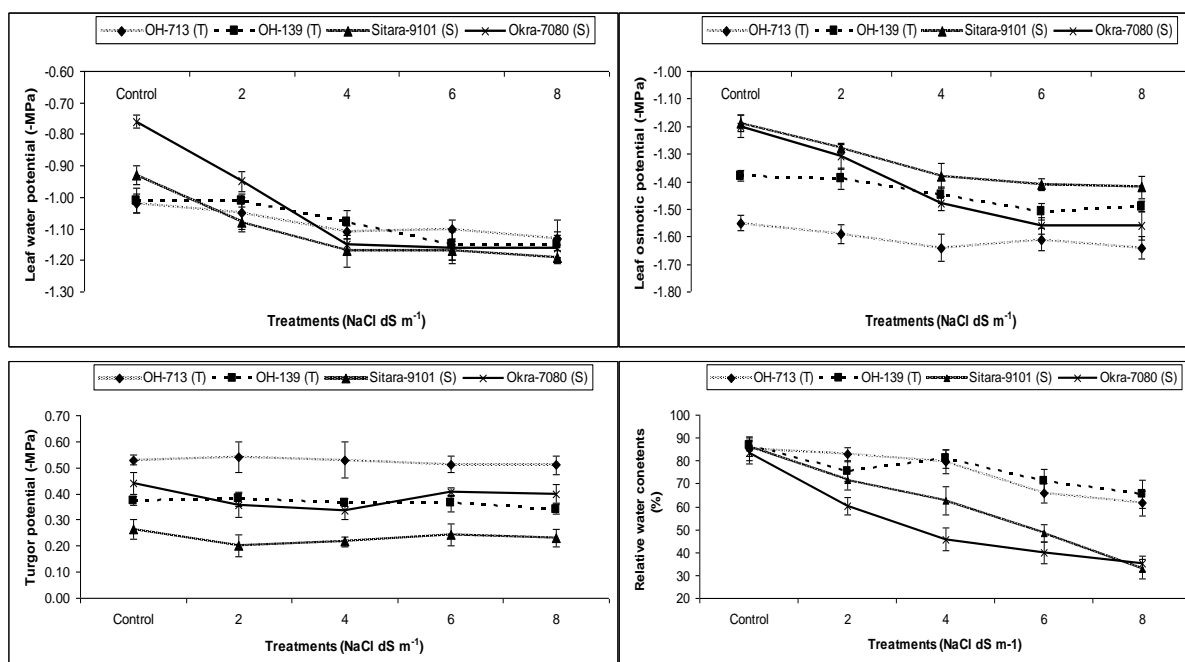 OH-713 (T) OH-139 (T) Sitara-9101 (S) Okra-7080 (S)
Leaf water potential (-MPa)
-0.60
-0.70
-0.80
-0.90
-1.00
-1.10
-1.20
-1.30
Control 2 4 6 8
Treatments (NaCl dS m⁻¹)
OH-713 (T) OH-139 (T) Sitara-9101 (S) Okra-7080 (S)
Leaf osmotic potential (-MPa)
-1.00
-1.10
-1.20
-1.30
-1.40
-1.50
-1.60
-1.70
-1.80
Control 2 4 6 8
Treatments (NaCl dS m⁻¹)
OH-713 (T) OH-139 (T) Sitara-9101 (S) Okra-7080 (S)
Turgor potential (-MPa)
0.70
0.60
0.50
0.40
0.30
0.20
0.10
0.00
Control 2 4 6 8
Treatments (NaCl dS m⁻¹)
OH-713 (T) OH-139 (T) Sitara-9101 (S) Okra-7080 (S)
Relative water conetents
(%)
100
90
80
70
60
50
40
30
20
Control 2 4 6 8
Treatments (NaCl dS m-1)